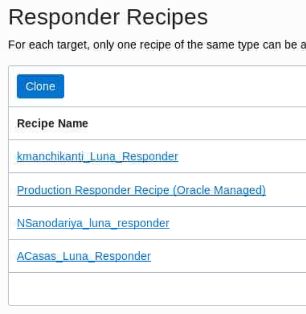 Responder Recipes
For each target, only one recipe of the same type can be a
Clone
Recipe Name
kmanchikanti_Luna_Responder
Production Responder Recipe (Oracle Managed)
NSanodariya_luna_responder
ACasas_Luna_Responder